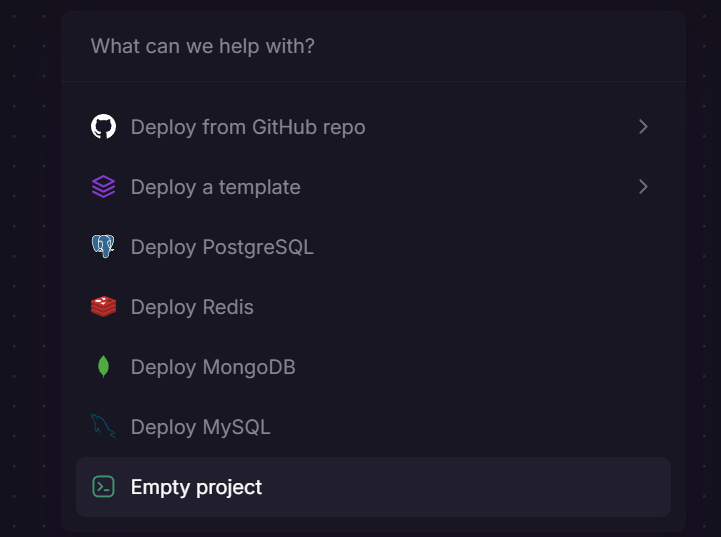 What can we help with?
Deploy from GitHub repo
Deploy a template
Deploy PostgreSQL
Deploy Redis
Deploy MongoDB
Deploy MySQL
Empty project